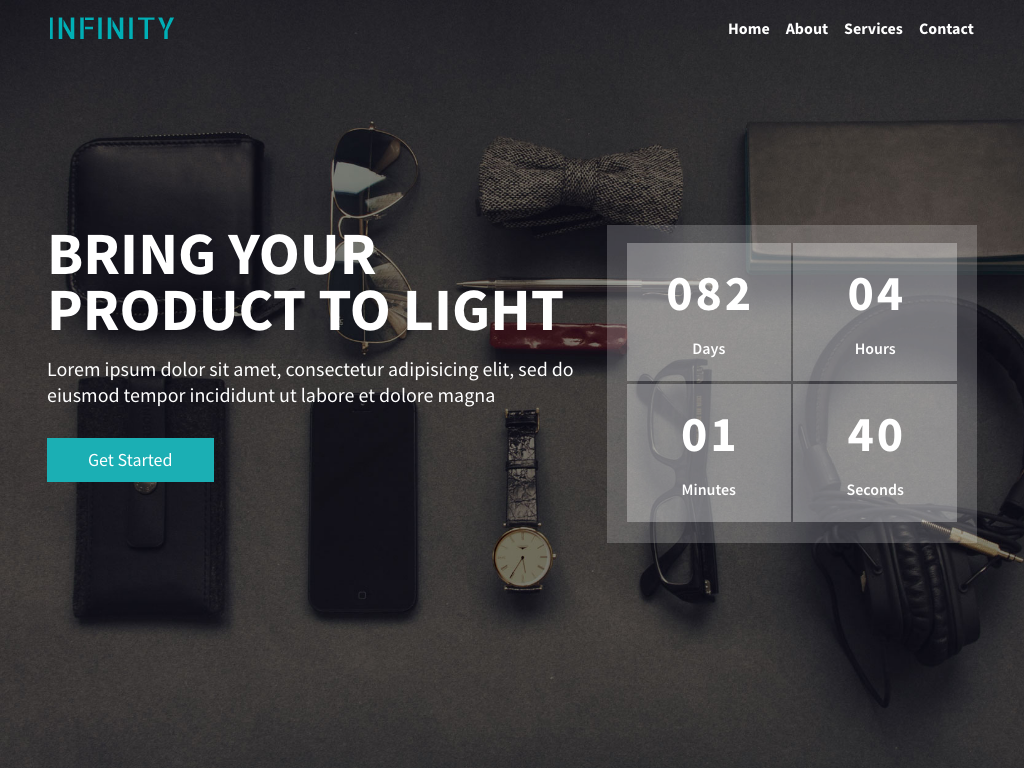 INFINITY
Home About Services Contact
BRING YOUR
PRODUCT TO LIGHT
Lorem ipsum dolor sit amet, consectetur adipisicing elit, sed do
eiusmod tempor incididunt ut labore et dolore magna
Get Started
082 04
Days Hours
01 40
Minutes Seconds